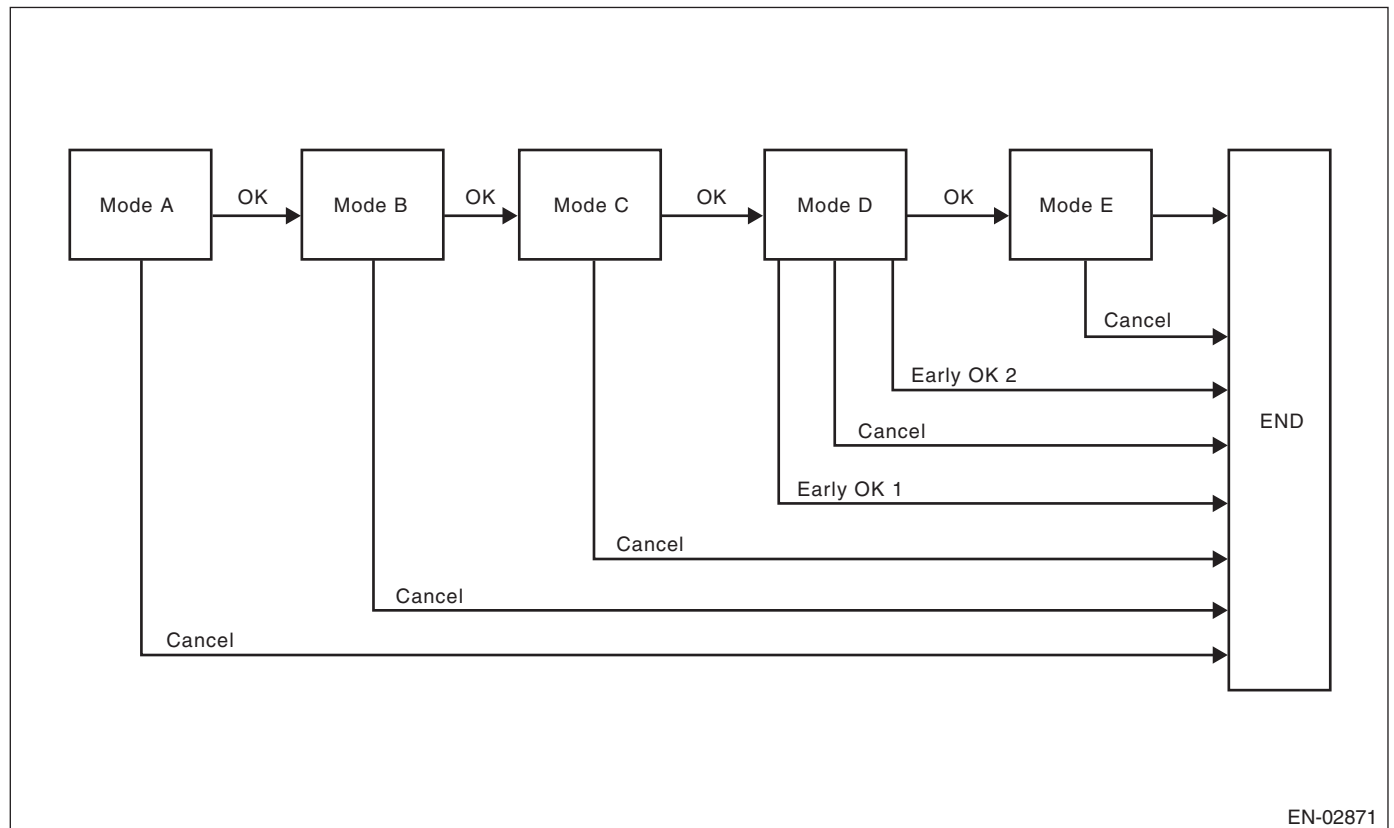 Mode A
OK
Mode B
OK
Mode C
OK
Mode D
OK
Mode E
Cancel
Early OK 2
END
Cancel
Early OK 1
Cancel
Cancel
Cancel
EN-02871